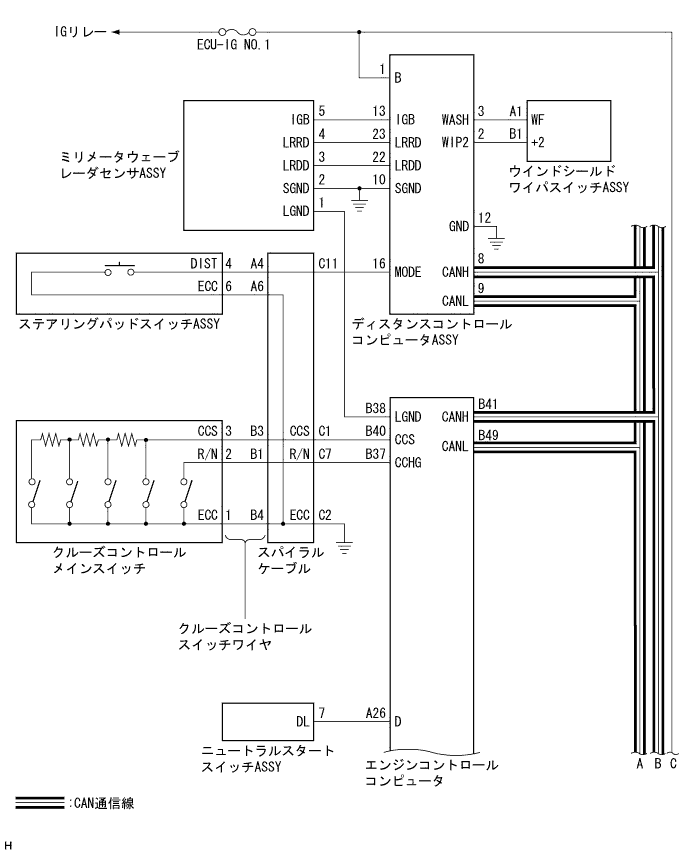 IGリレー
ECU-IG NO.1
1 B
5 13 3 A1
IGB IGB WASH WF
4 23 2 B1
LRRD LRRD WIP2 +2
ミリメータウェーブ
レーダセンサASSY
3 22
LRDD LRDD
ウインドシールド
ワイパスイッチASSY
2 10
SGND SGND
1
LGND
12
GND
8
DIST 4 A4 C11 16 MODE CANH
9
ECC 6 A6 CANL
ステアリングパッドスイッチASSY
ディスタンスコントロール
コンピュータASSY
B38 B41
LGND CANH
CCS 3 B3 CCS C1 B40 CCS
B49
CANL
R/N 2 B1 R/N C7 B37 CCHG
ECC 1 B4 ECC C2
クルーズコントロール
メインスイッチ
スパイラル
ケーブル
クルーズコントロール
スイッチワイヤ
DL 7 A26 D
ニュートラルスタート
スイッチASSY
エンジンコントロール
コンピュータ
A B C
:CAN通信線
H